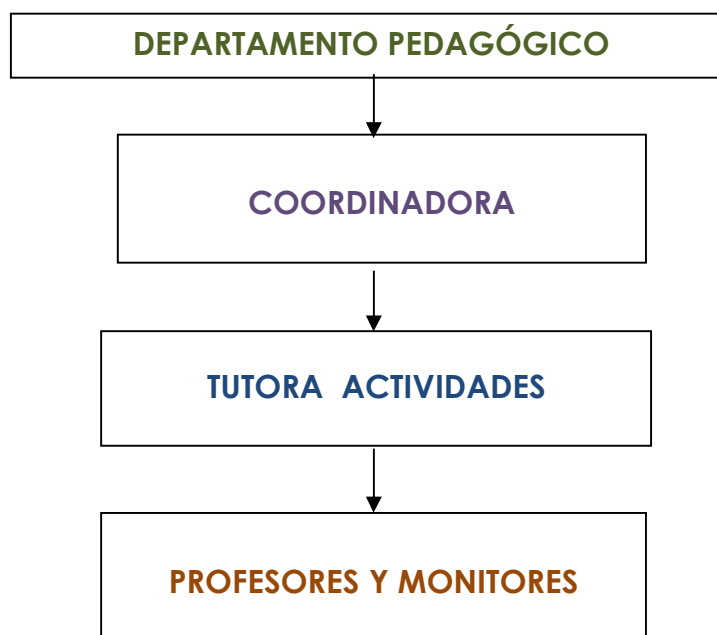 DEPARTAMENTO PEDAGÓGICO
COORDINADORA
TUTORA ACTIVIDADES
PROFESORES Y MONITORES